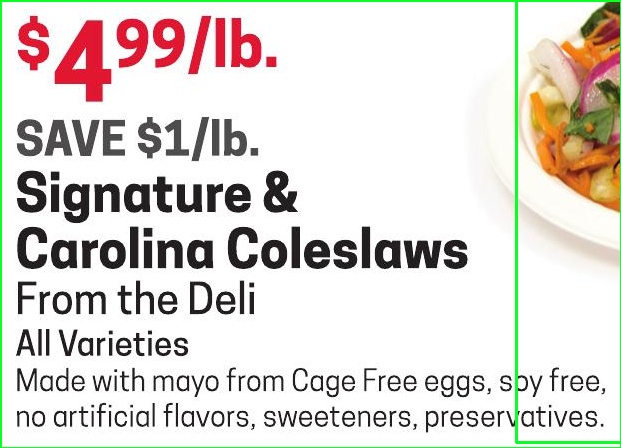 $4.99/lb.
SAVE $1/lb.
Signature &
Carolina Coleslaws
From the Deli
All Varieties
Made with mayo from Cage Free eggs, soy free,
no artificial flavors, sweeteners, preservatives.